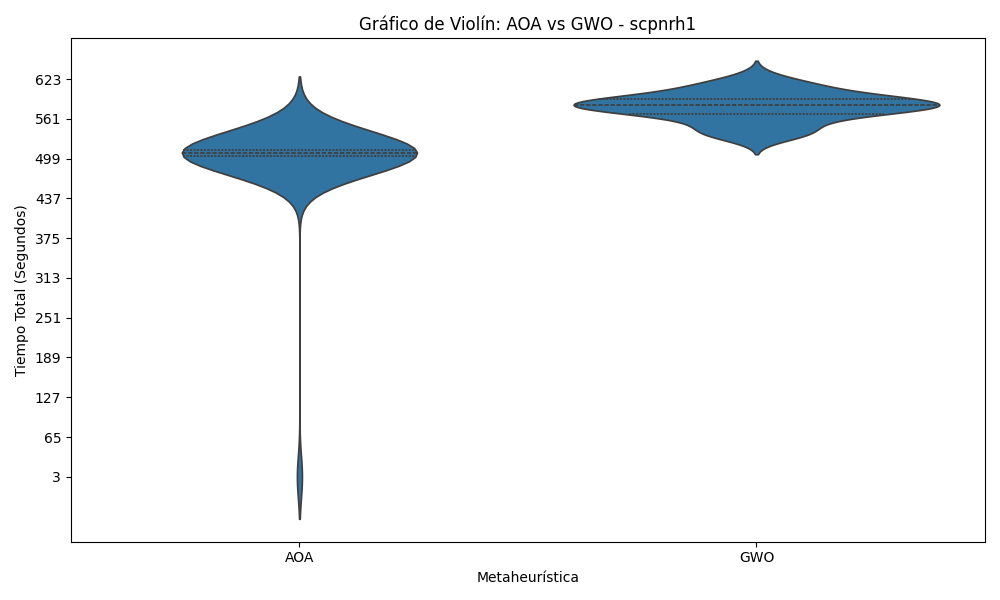 Gráfico de Violín: AOA vs GWO - scpnrh1
Tiempo Total (Segundos)
623
561
499
437
375
313
251
189
127
65
3
AOA
GWO
Metaheurística